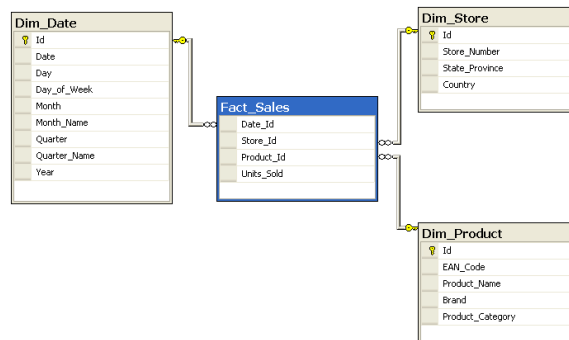 Dim_Date
Id
Date
Day
Day_of_Week
Month
Month_Name
Quarter
Quarter_Name
Year
Fact_Sales
Date_Id
Store_Id
Product_Id
Units_Sold
Dim_Store
Id
Store_Number
State_Province
Country
Dim_Product
Id
EAN_Code
Product_Name
Brand
Product_Category